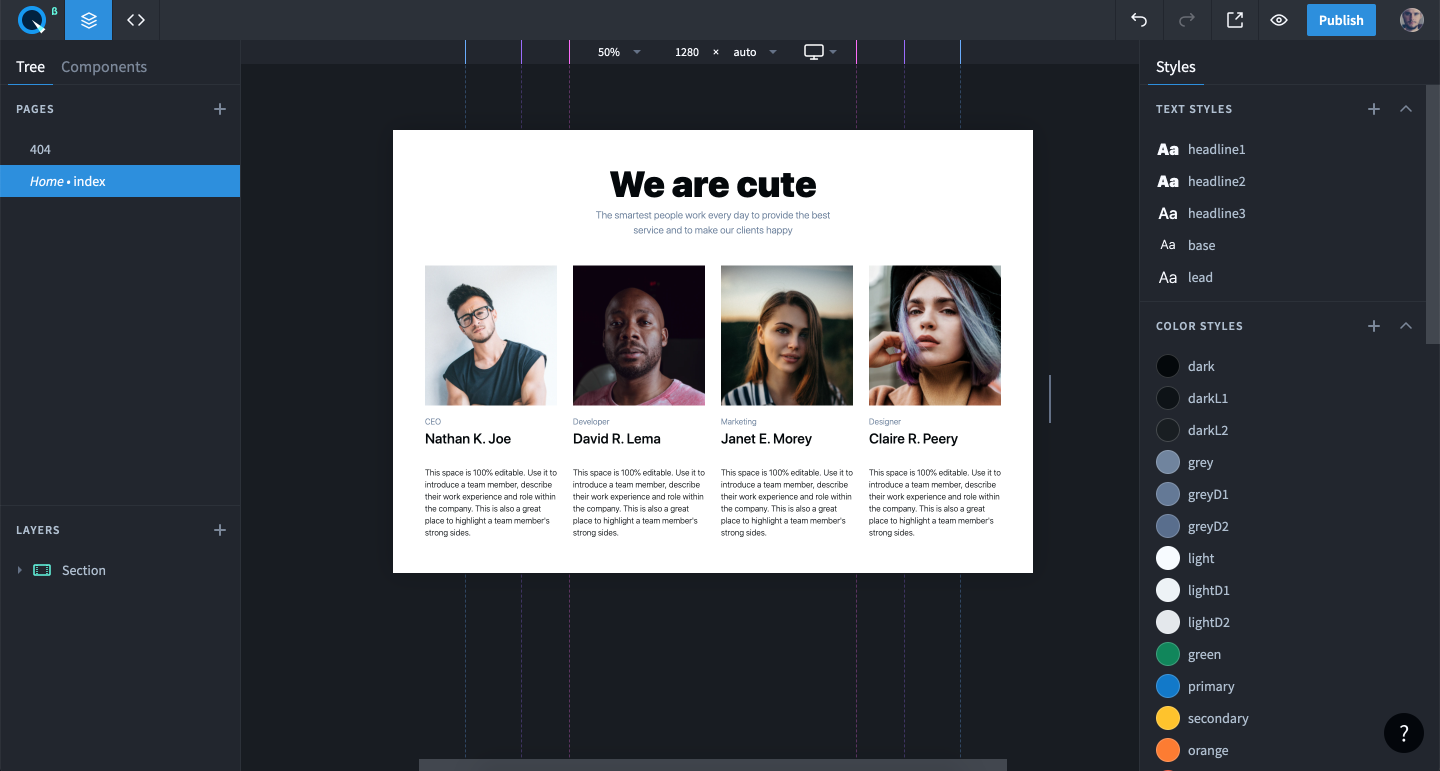 β
50%
1280 × auto
Publish
Tree
Components
PAGES
404
Home • index
LAYERS
Section
We are cute
The smartest people work every day to provide the best
service and to make our clients happy
CEO
Nathan K. Joe
This space is 100% editable. Use it to
introduce a team member, describe
their work experience and role within
the company. This is also a great
place to highlight a team member's
strong sides.
Developer
David R. Lema
This space is 100% editable. Use it to
introduce a team member, describe
their work experience and role within
the company. This is also a great
place to highlight a team member's
strong sides.
Marketing
Janet E. Morey
This space is 100% editable. Use it to
introduce a team member, describe
their work experience and role within
the company. This is also a great
place to highlight a team member's
strong sides.
Designer
Claire R. Peery
This space is 100% editable. Use it to
introduce a team member, describe
their work experience and role within
the company. This is also a great
place to highlight a team member's
strong sides.
Styles
TEXT STYLES
Aa headline1
Aa headline2
Aa headline3
Aa base
Aa lead
COLOR STYLES
dark
darkL1
darkL2
grey
greyD1
greyD2
light
lightD1
lightD2
green
primary
secondary
orange
?